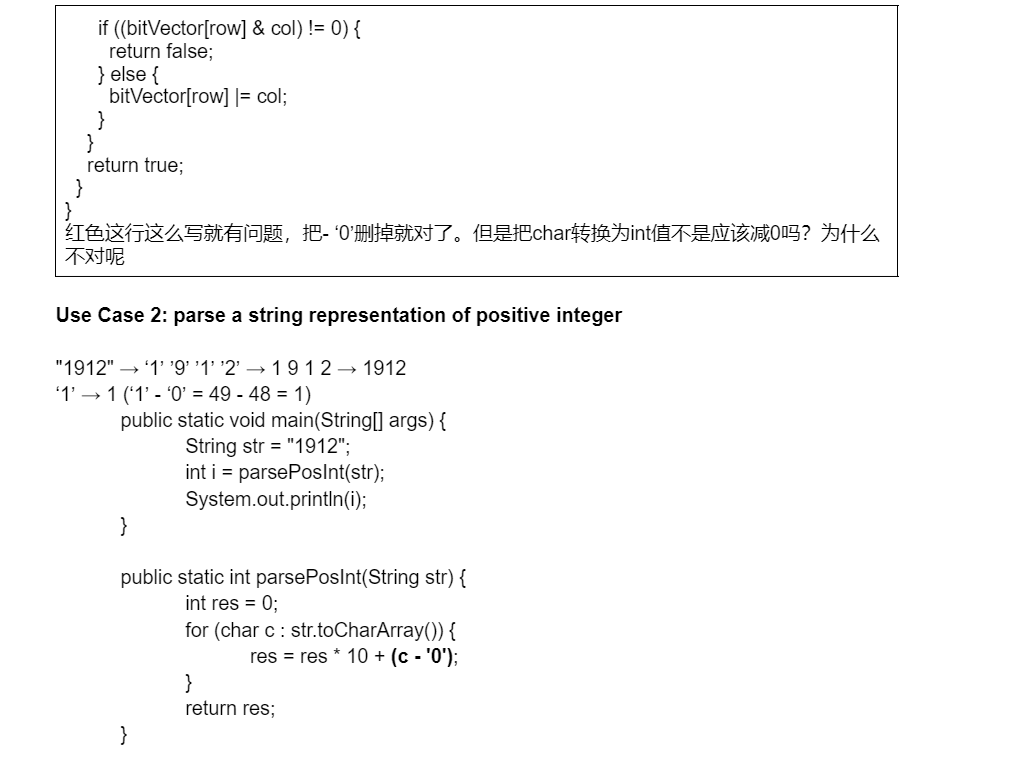 if ((bitVector[row] & col) != 0) {
return false;
} else {
bitVector[row] |= col;
}
}
return true;
}
}
红色这行这么写就有问题，把- ‘0’删掉就对了。但是把char转换为int值不是应该减0吗？为什么
不对呢
Use Case 2: parse a string representation of positive integer
"1912" → ‘1’ ’9’ ’1’ ’2’ → 1 9 1 2 → 1912
‘1’ → 1 (‘1’ - ‘0’ = 49 - 48 = 1)
public static void main(String[] args) {
String str = "1912";
int i = parsePosInt(str);
System.out.println(i);
}
public static int parsePosInt(String str) {
int res = 0;
for (char c : str.toCharArray()) {
res = res * 10 + (c - '0');
}
return res;
}